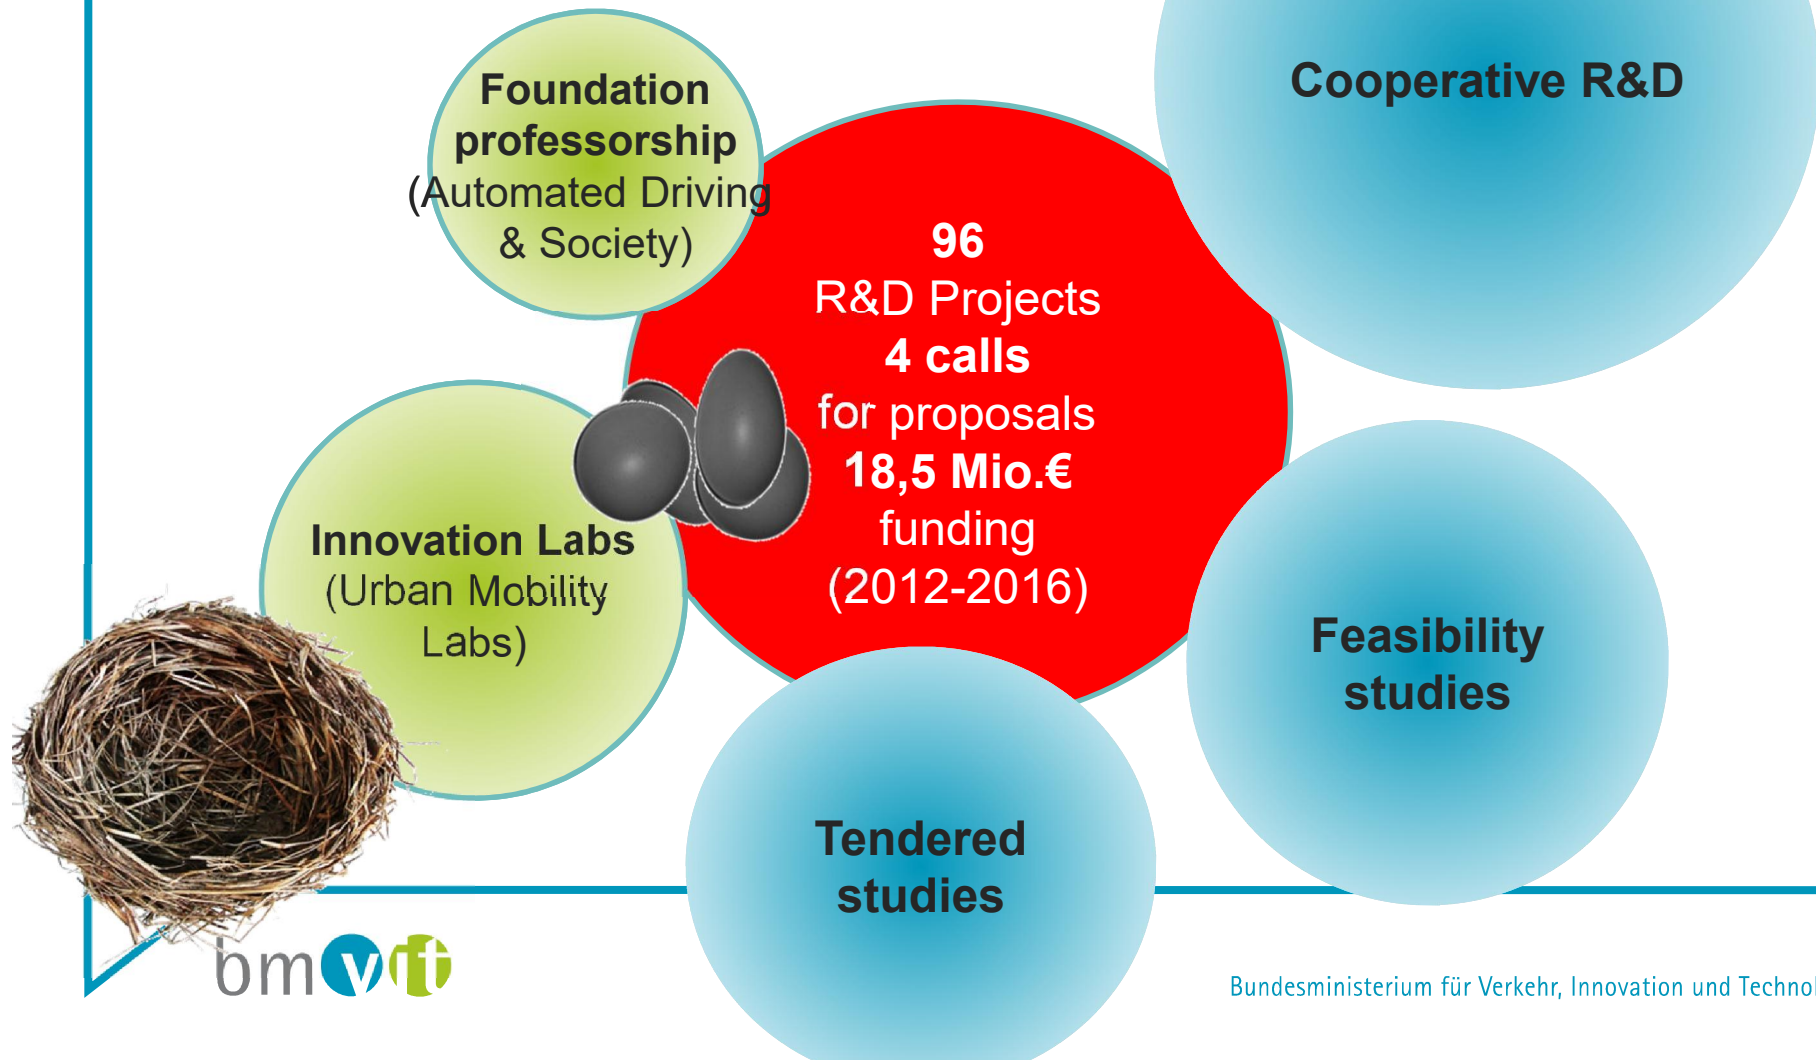 Foundation
professorship
(Automated Driving
& Society)
Cooperative R&D
96
R&D Projects
4 calls
for proposals
18,5 Mio.€
funding
(2012-2016)
Innovation Labs
(Urban Mobility
Labs)
Feasibility
studies
Tendered
studies
bmvit
Bundesministerium für Verkehr, Innovation und